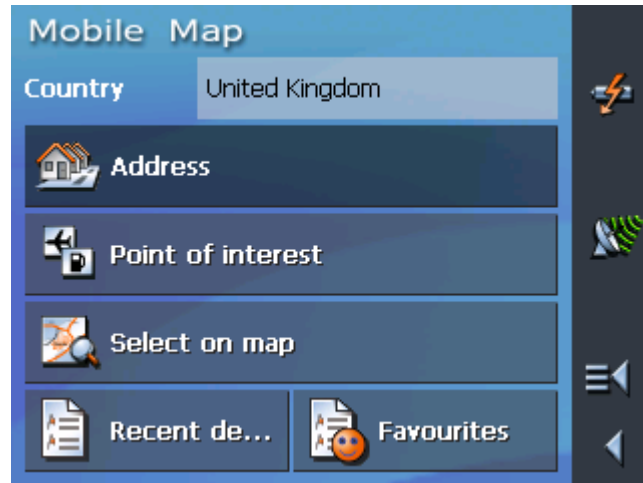 Mobile Map
Country United Kingdom
Address
Point of interest
Select on map
Recent de... Favourites